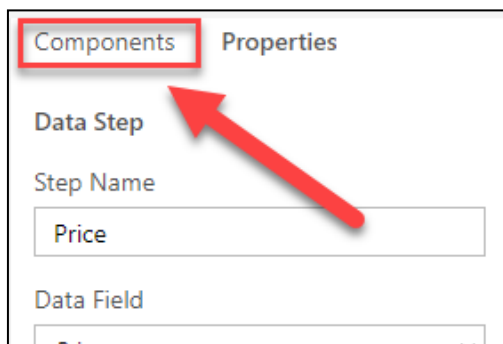 Components Properties
Data Step
Step Name
Price
Data Field